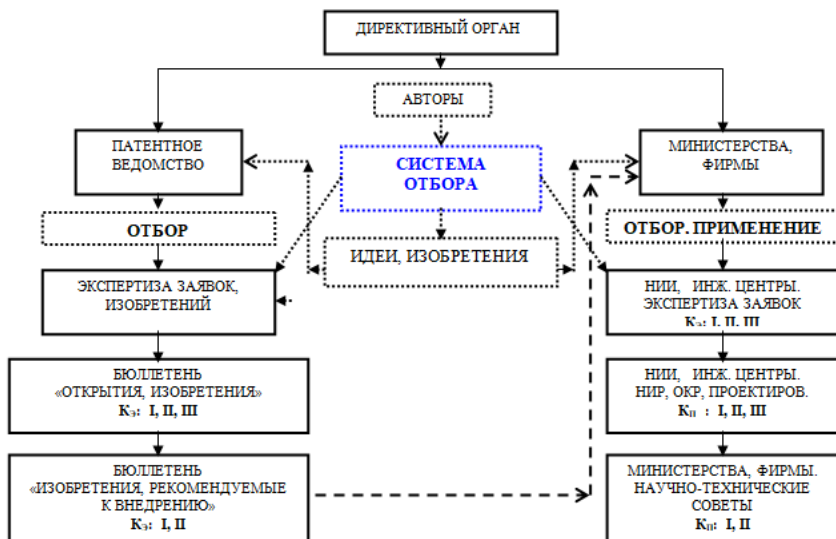 ДИРЕКТИВНЫЙ ОРГАН
АВТОРЫ
ПАТЕНТНОЕ
ВЕДОМСТВО
СИСТЕМА
ОТБОРА
МИНИСТЕРСТВА,
ФИРМЫ
ОТБОР
ИДЕИ, ИЗОБРЕТЕНИЯ
ОТБОР. ПРИМЕНЕНИЕ
ЭКСПЕРТИЗА ЗАЯВОК,
ИЗОБРЕТЕНИЙ
НИИ, ИНЖ. ЦЕНТРЫ.
ЭКСПЕРТИЗА ЗАЯВОК
Кэ: I, II, III
БЮЛЛЕТЕНЬ
«ОТКРЫТИЯ, ИЗОБРЕТЕНИЯ»
Кэ: I, II, III
НИИ, ИНЖ. ЦЕНТРЫ.
НИР, ОКР, ПРОЕКТИРОВ.
Кп : I, II, III
БЮЛЛЕТЕНЬ
«ИЗОБРЕТЕНИЯ, РЕКОМЕНДУЕМЫЕ
К ВНЕДРЕНИЮ»
Кэ: I, II
МИНИСТЕРСТВА, ФИРМЫ.
НАУЧНО-ТЕХНИЧЕСКИЕ
СОВЕТЫ
Кп: I, II